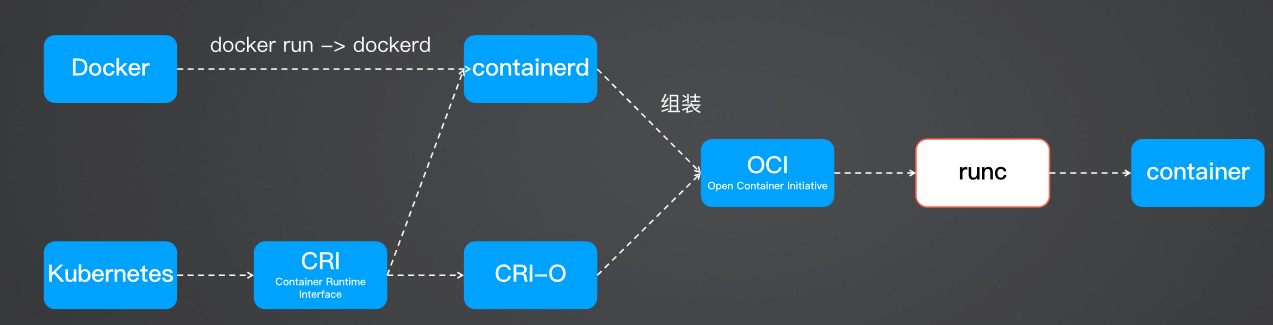 Docker
docker run -> dockerd
containerd
组装
OCI
Open Container Initiative
runc
container
Kubernetes
CRI
Container Runtime
Interface
CRI-O